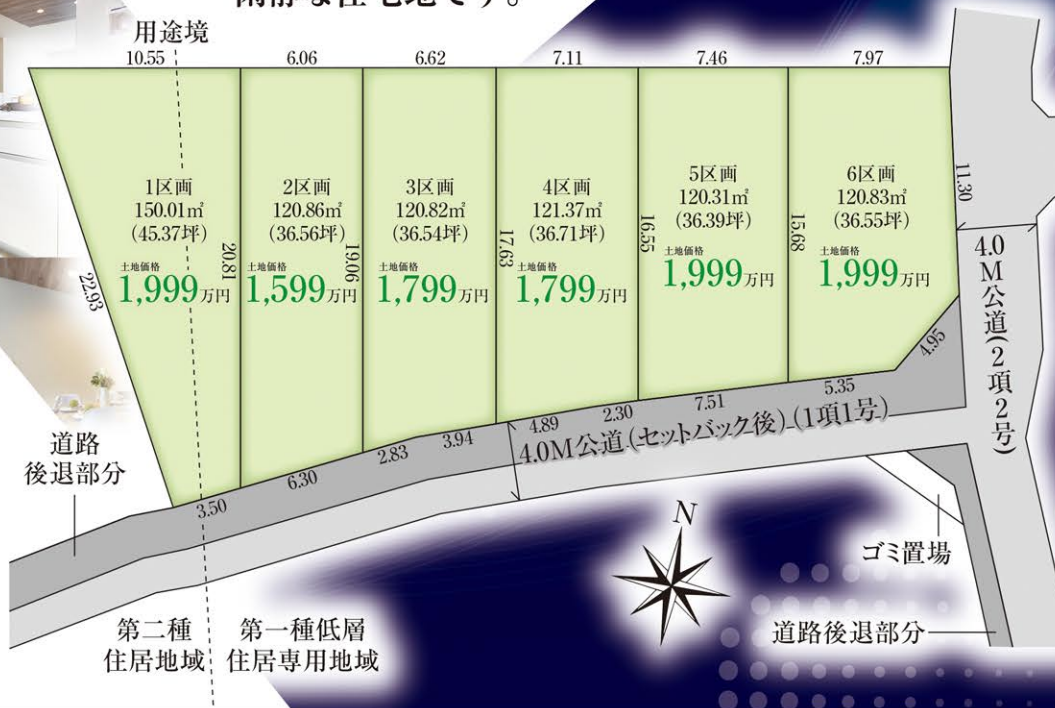 閑静な住宅地です。
用途境
10.55
6.06
6.62
7.11
7.46
7.97
1区画
150.01㎡
(45.37坪)
土地価格
1,999万円
2区画
120.86㎡
(36.56坪)
土地価格
1,599万円
3区画
120.82㎡
(36.54坪)
土地価格
1,799万円
4区画
121.37㎡
(36.71坪)
土地価格
1,799万円
5区画
120.31㎡
(36.39坪)
土地価格
1,999万円
6区画
120.83㎡
(36.55坪)
土地価格
1,999万円
22.93
20.81
19.06
17.63
16.55
15.68
11.30
4.95
3.50
6.30
2.83
3.94
4.89
2.30
7.51
5.35
4.0M公道(セットバック後)(1項1号)
4.0M公道(2項2号)
道路
後退部分
N
ゴミ置場
道路後退部分
第二種
住居地域
第一種低層
住居専用地域